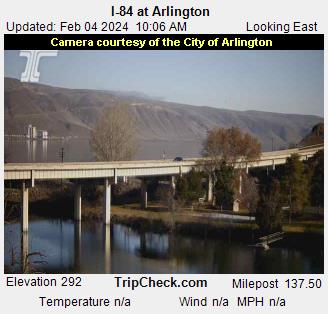 I-84 at Arlington
Updated: Feb 04 2024 10:06 AM Looking East
Camera courtesy of the City of Arlington
Elevation 292 TripCheck.com Milepost 137.50
Temperature n/a Wind n/a MPH n/a